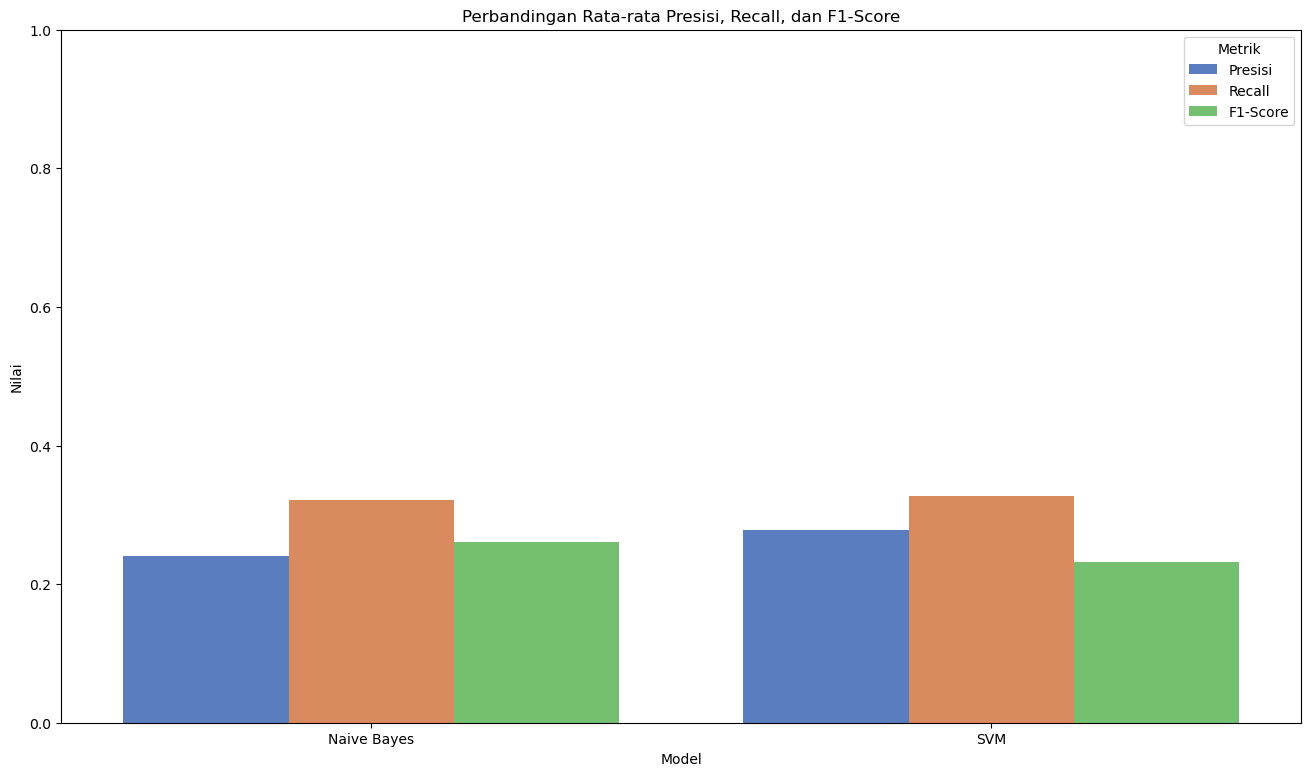 Perbandingan Rata-rata Presisi, Recall, dan F1-Score
Metrik
Presisi
Recall
F1-Score
Nilai
1.0
0.8
0.6
0.4
0.2
0.0
Naive Bayes
SVM
Model